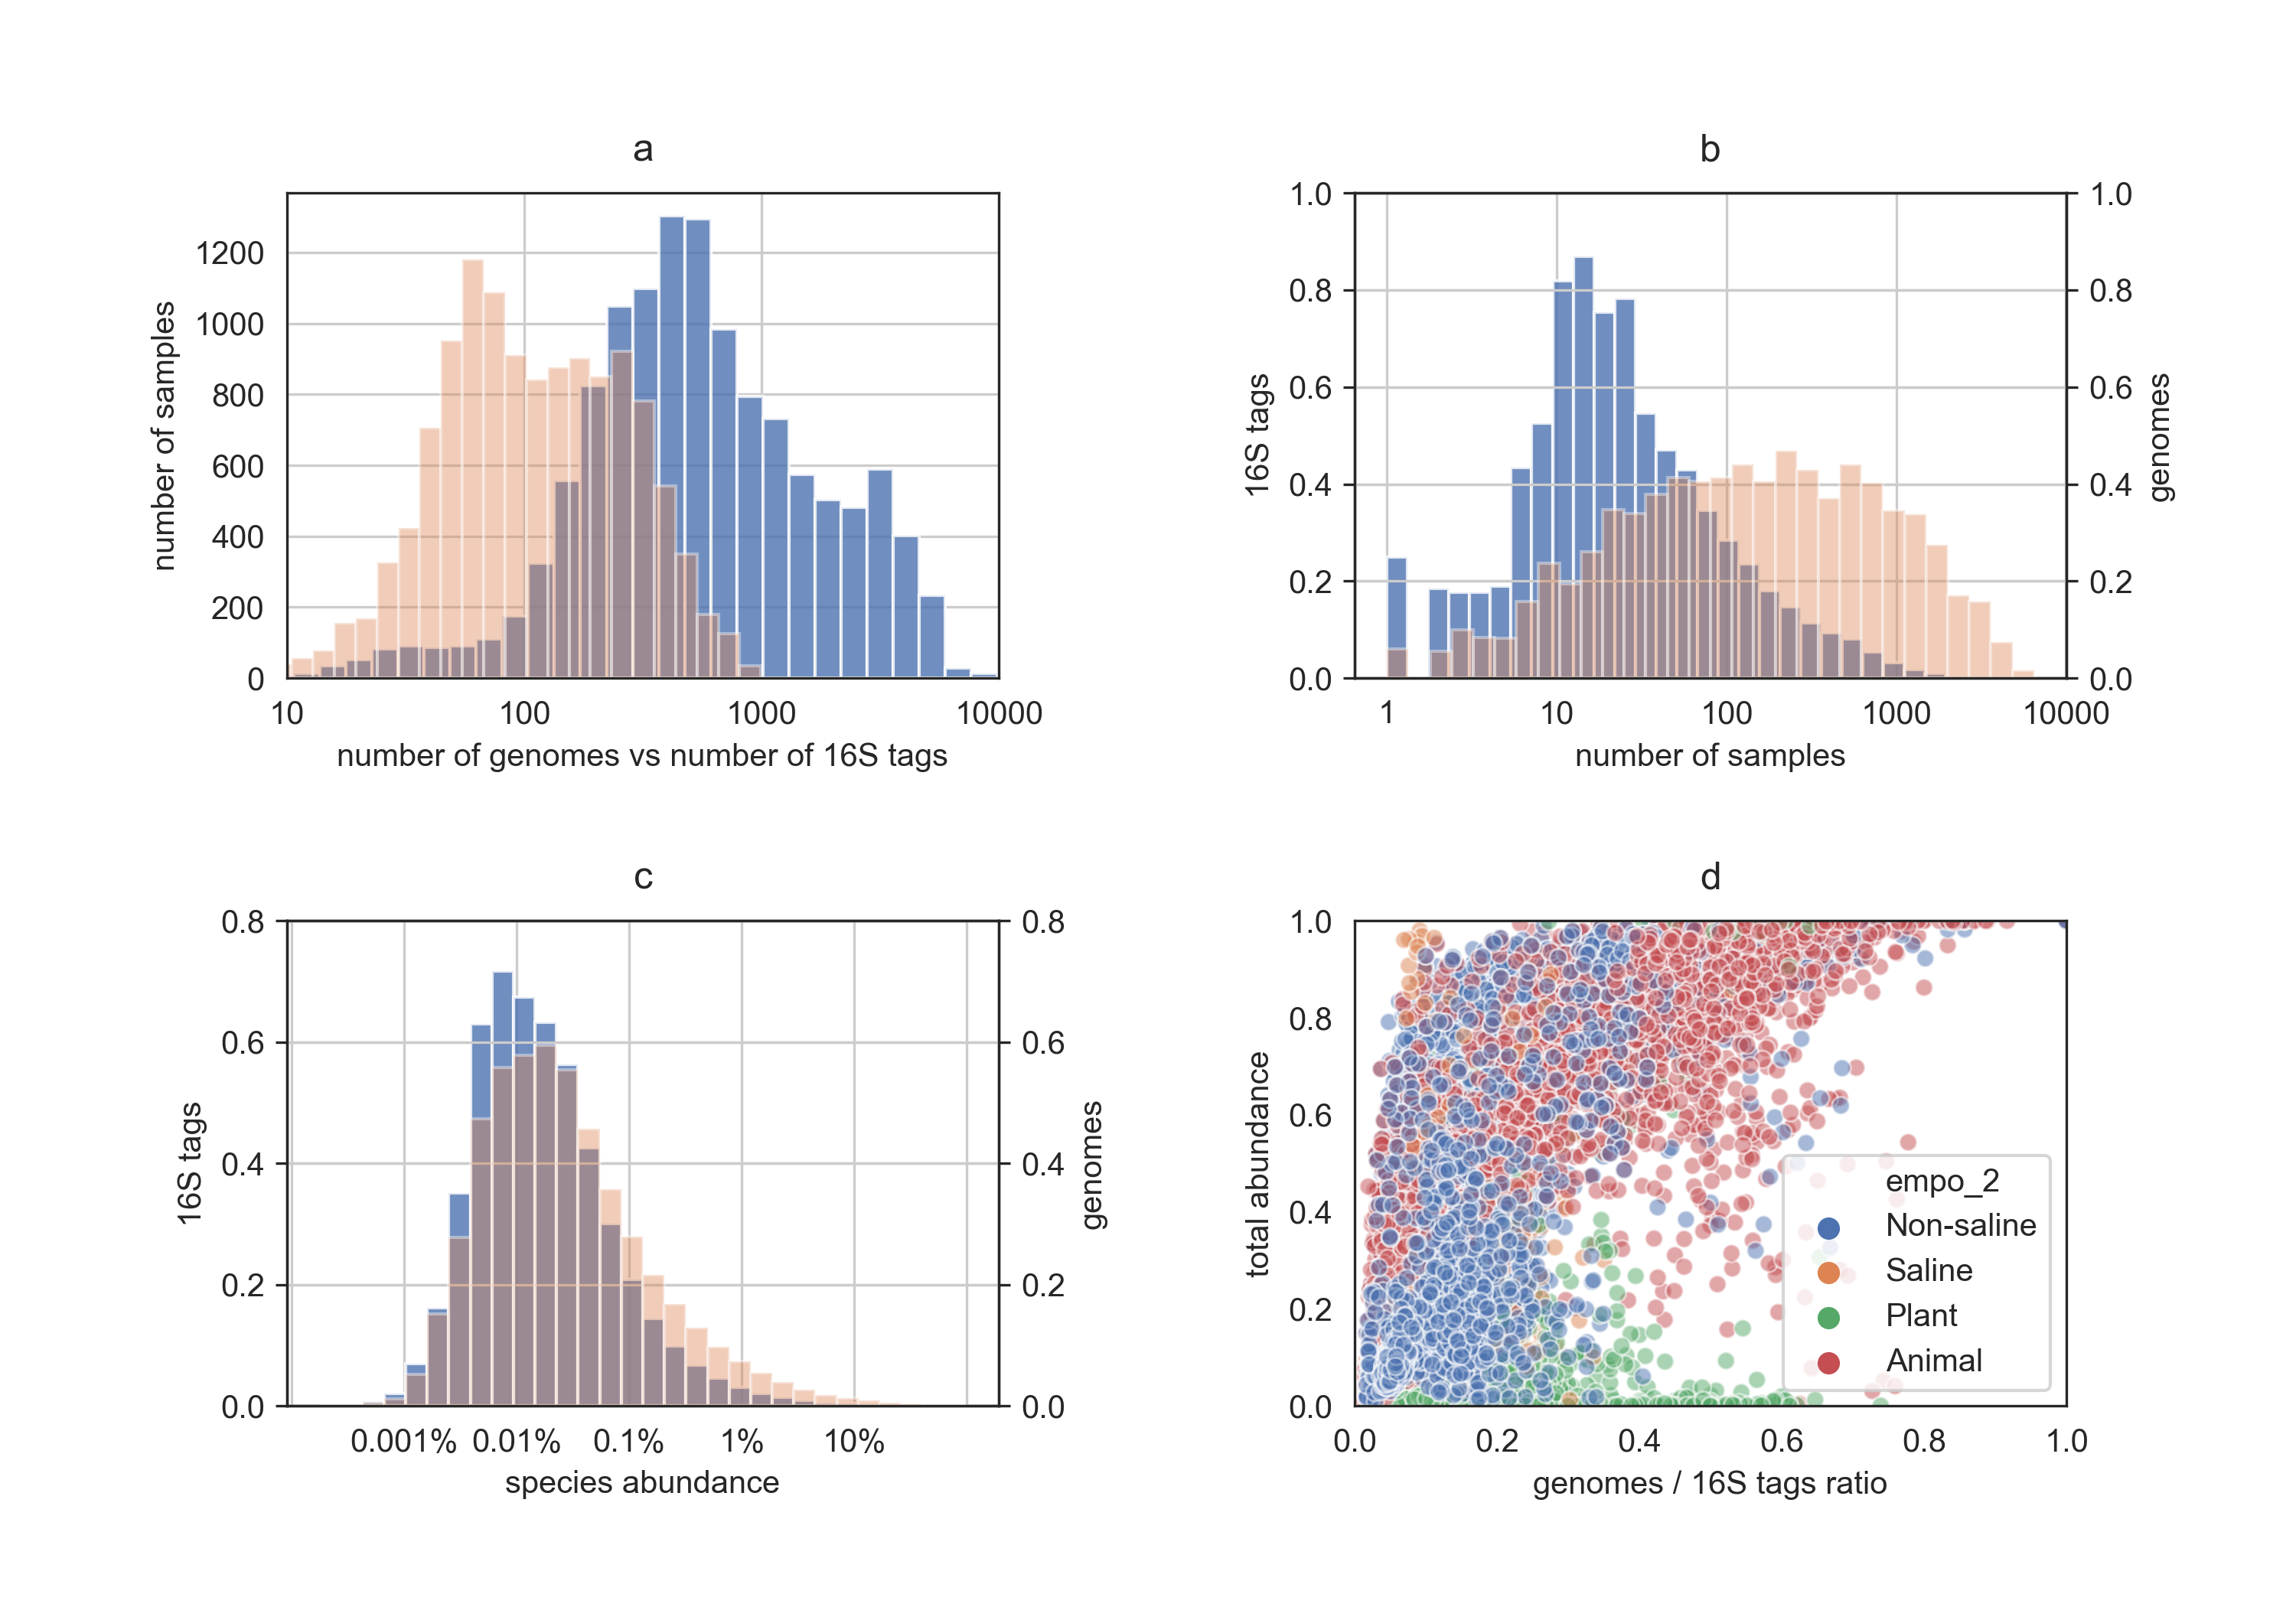 a
1200
1000
800
600
400
200
0
number of samples
10 100 1000 10000
number of genomes vs number of 16S tags
b
1.0 1.0
0.8 0.8
0.6 0.6
0.4 0.4
0.2 0.2
0.0 0.0
16S tags
genomes
1 10 100 1000 10000
number of samples
c
0.8 0.8
0.6 0.6
0.4 0.4
0.2 0.2
0.0 0.0
16S tags
genomes
0.001% 0.01% 0.1% 1% 10%
species abundance
d
1.0
0.8
0.6
0.4
0.2
0.0
total abundance
empo_2
Non-saline
Saline
Plant
Animal
0.0 0.2 0.4 0.6 0.8 1.0
genomes / 16S tags ratio